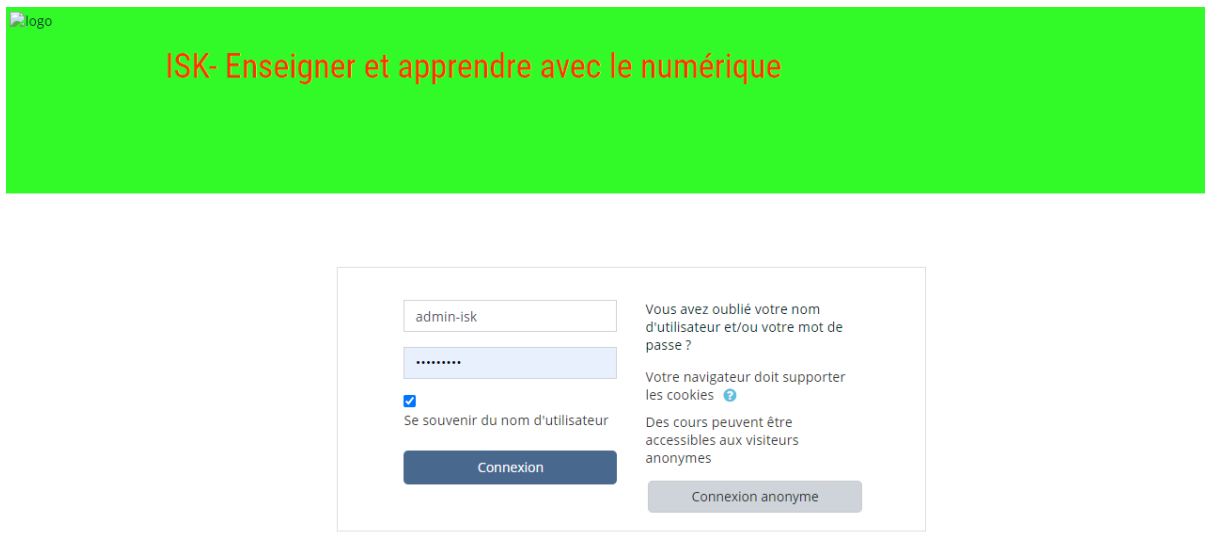 logo
ISK- Enseigner et apprendre avec le numérique
admin-isk
•••••••••
Se souvenir du nom d'utilisateur
Connexion
Vous avez oublié votre nom
d'utilisateur et/ou votre mot de
passe ?
Votre navigateur doit supporter
les cookies
Des cours peuvent être
accessibles aux visiteurs
anonymes
Connexion anonyme